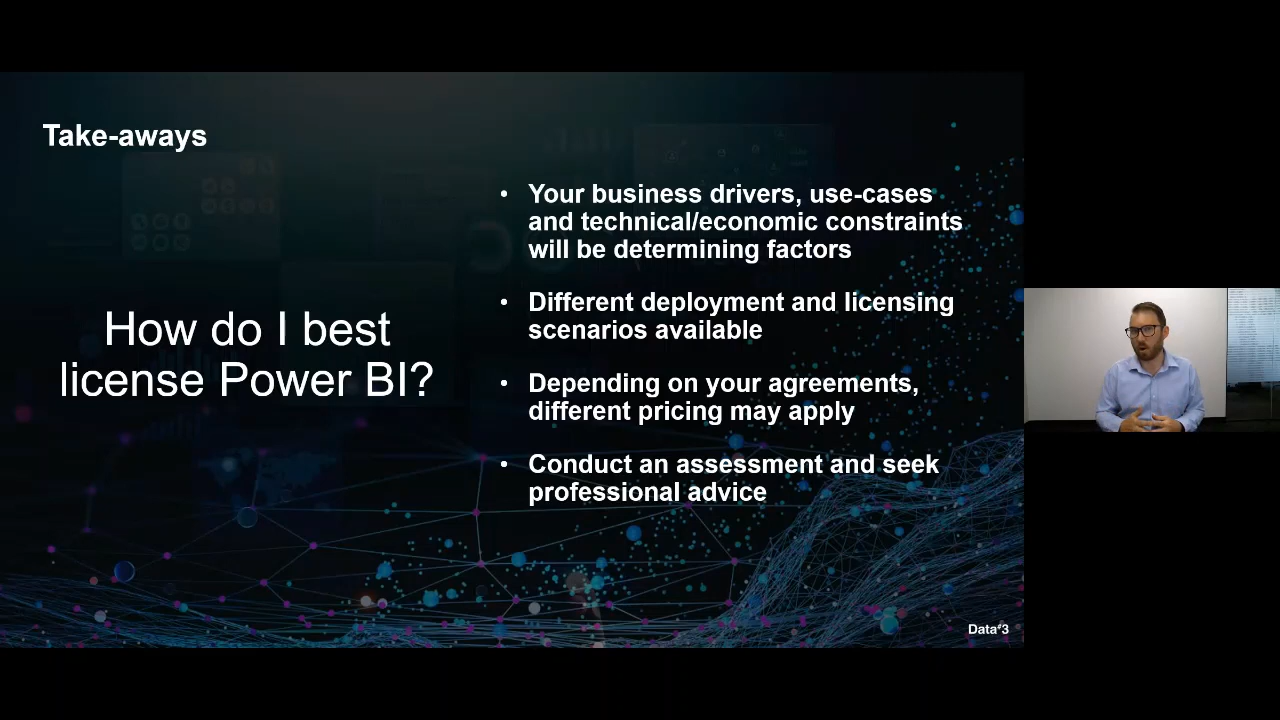 Take-aways
How do I best
license Power BI?
• Your business drivers, use-cases
and technical/economic constraints
will be determining factors
• Different deployment and licensing
scenarios available
• Depending on your agreements,
different pricing may apply
• Conduct an assessment and seek
professional advice
Data#3